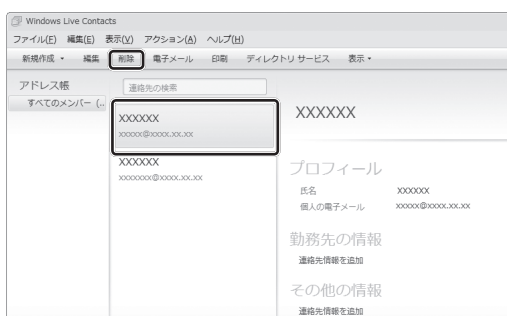 Windows Live Contacts
ファイル(F) 編集(E) 表示(V) アクション(A) ヘルプ(H)
新規作成 ▾ 編集 削除 電子メール 印刷 ディレクトリ サービス 表示 ▾
アドレス帳
すべてのメンバー (..
連絡先の検索
XXXXXX
xxxxx@xxxx.xx.xx
XXXXXX
xxxxxxx@xxxx.xx.xx
XXXXXX
プロフィール
氏名 XXXXXX
個人の電子メール xxxxx@xxxx.xx.xx
勤務先の情報
連絡先情報を追加
その他の情報
連絡先情報を追加